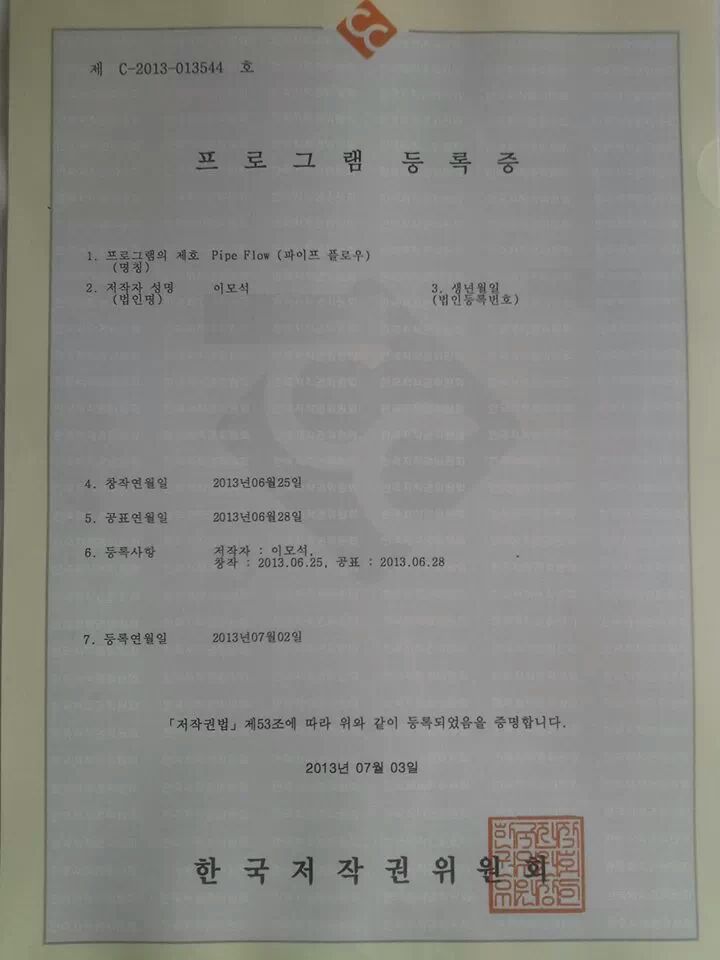 제 C-2013-013544 호
프 로 그 램 등 록 증
1. 프로그램의 제호 Pipe Flow (파이프 플로우)
(명칭)
2. 저작자 성명 이모석 3. 생년월일
(법인명) (법인등록번호)
4. 창작연월일 2013년06월25일
5. 공표연월일 2013년06월28일
6. 등록사항 저작자 : 이모석,
창작 : 2013.06.25, 공표 : 2013.06.28
7. 등록연월일 2013년07월02일
「저작권법」제53조에 따라 위와 같이 등록되었음을 증명합니다.
2013년 07월 03일
한 국 저 작 권 위 원 회